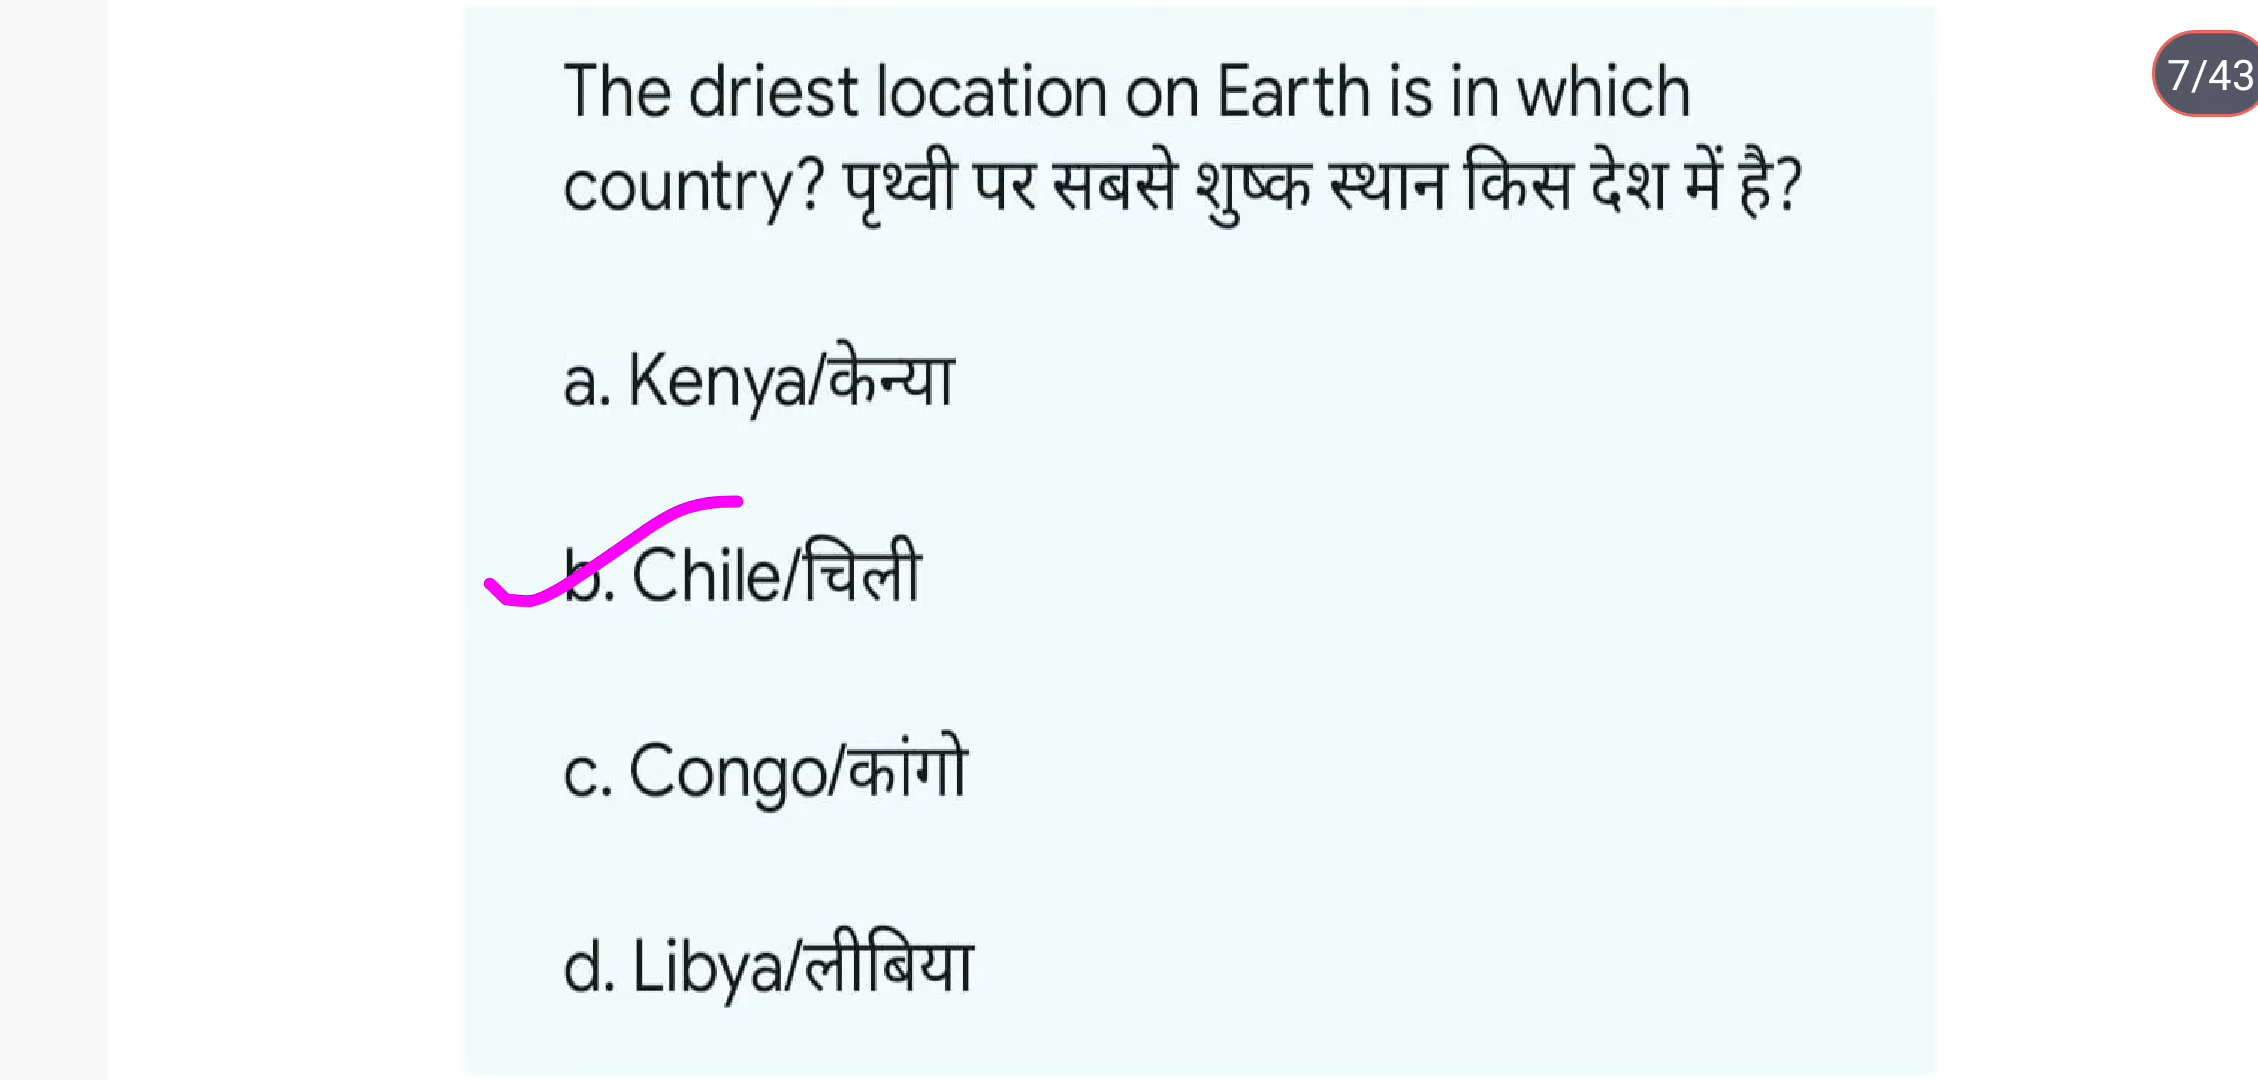 The driest location on Earth is in which
7/43
country? पृथ्वी पर सबसे शुष्क स्थान किस देश में है?
a. Kenya/केन्या
b. Chile/चिली
c. Congo/कांगो
d. Libya/लीबिया